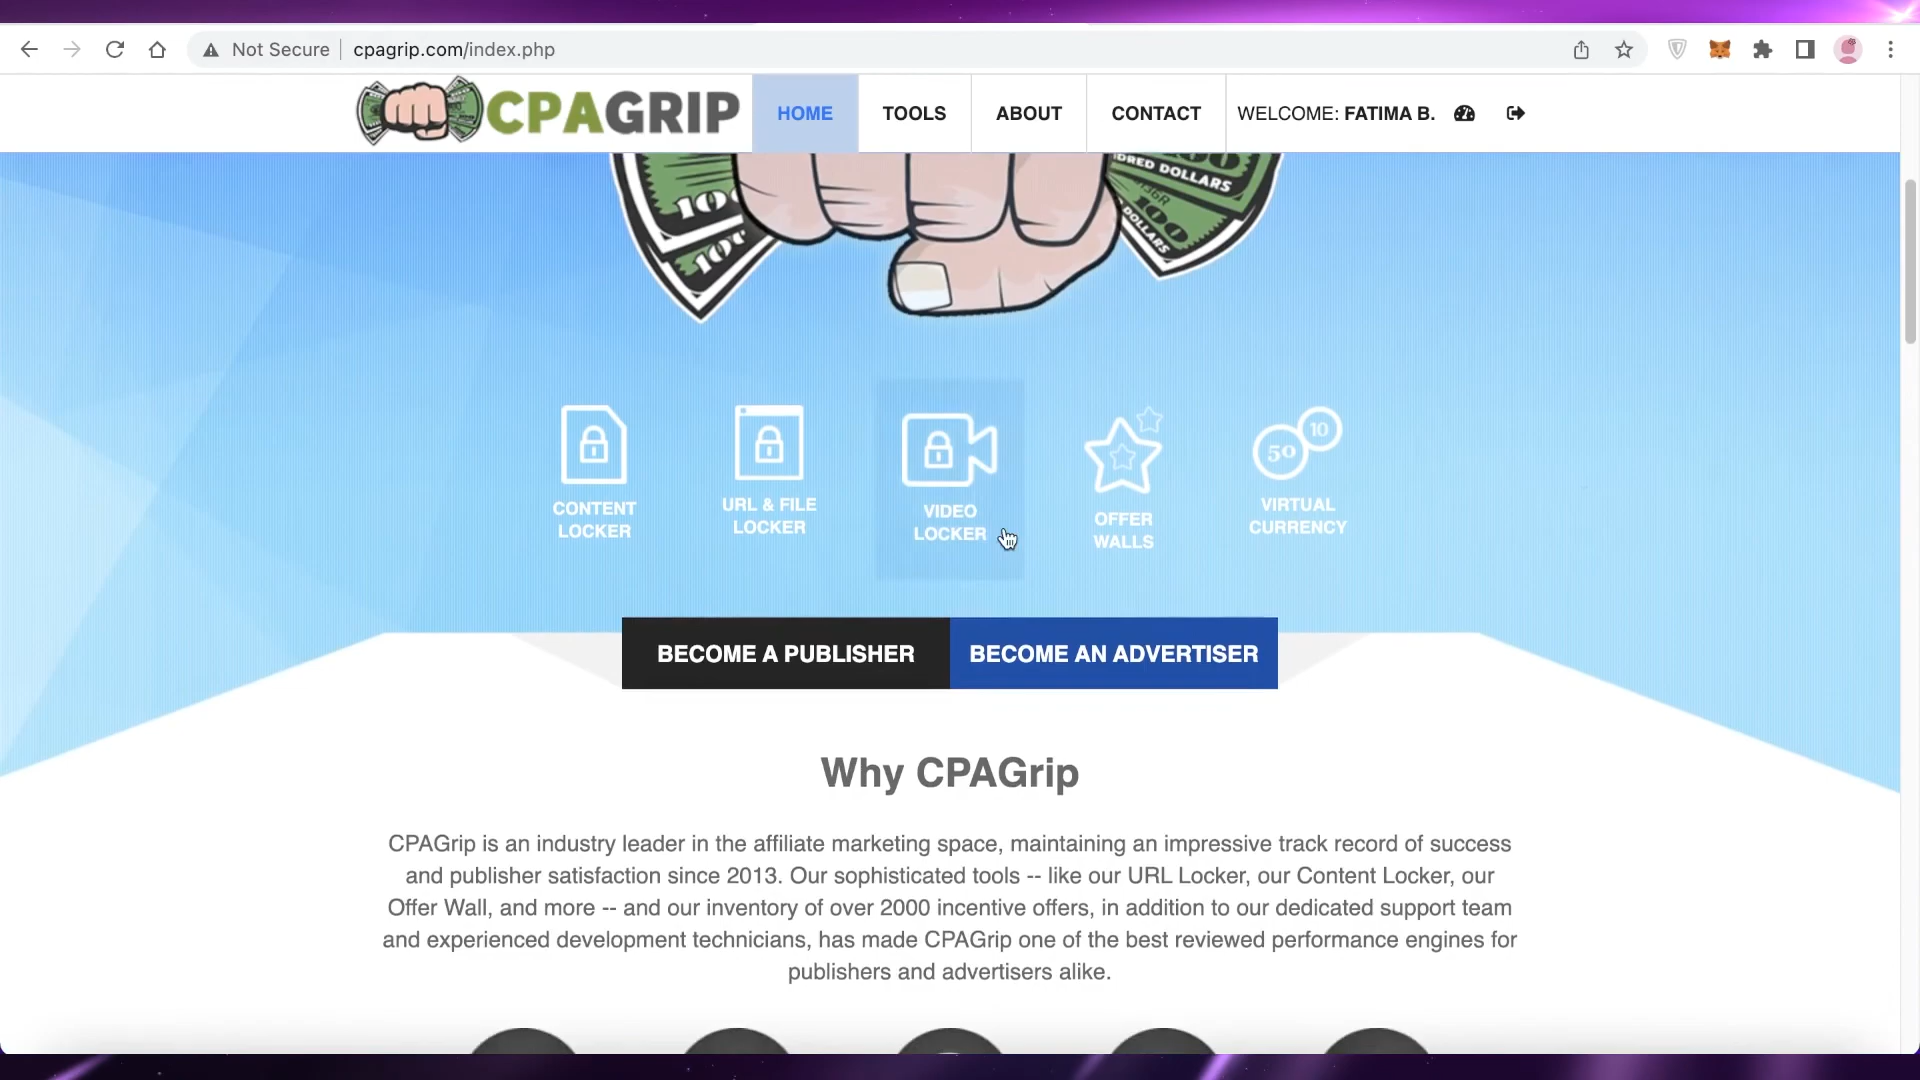 Not Secure cpagrip.com/index.php
CPAGRIP
HOME
TOOLS
ABOUT
CONTACT
WELCOME: FATIMA B.
100
100
DRED DOLLARS
100
DOLLARS
CONTENT
LOCKER
URL & FILE
LOCKER
VIDEO
LOCKER
OFFER
WALLS
50
10
VIRTUAL
CURRENCY
BECOME A PUBLISHER
BECOME AN ADVERTISER
Why CPAGrip
CPAGrip is an industry leader in the affiliate marketing space, maintaining an impressive track record of success
and publisher satisfaction since 2013. Our sophisticated tools -- like our URL Locker, our Content Locker, our
Offer Wall, and more -- and our inventory of over 2000 incentive offers, in addition to our dedicated support team
and experienced development technicians, has made CPAGrip one of the best reviewed performance engines for
publishers and advertisers alike.